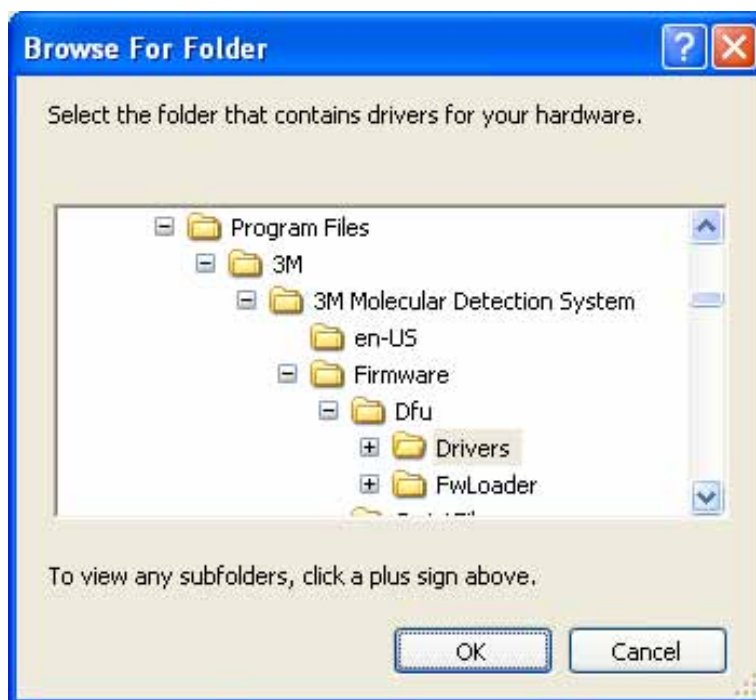 Browse For Folder
Select the folder that contains drivers for your hardware.
Program Files
3M
3M Molecular Detection System
en-US
Firmware
Dfu
Drivers
FwLoader
To view any subfolders, click a plus sign above.
OK Cancel